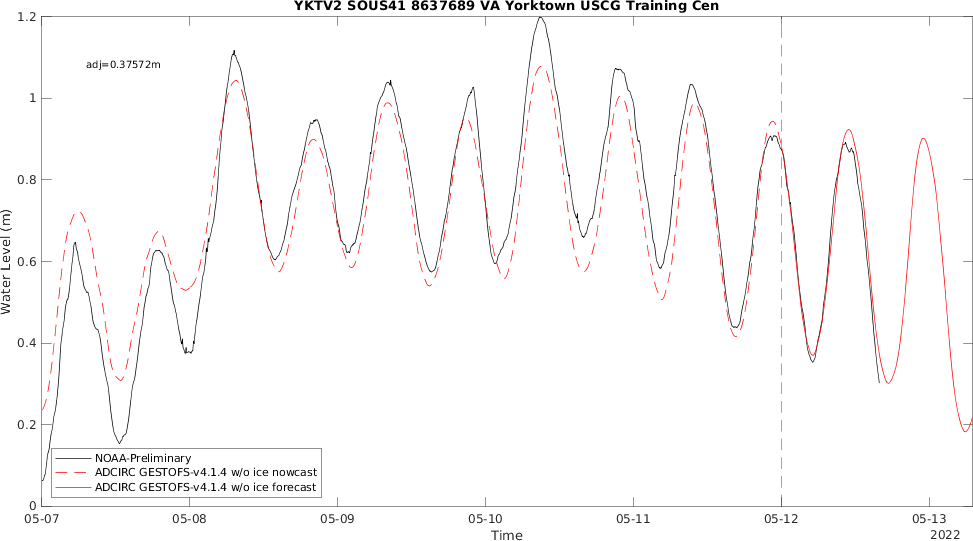 YKTV2 SOUS41 8637689 VA Yorktown USCG Training Cen
1.2
adj=0.37572m
1
0.8
0.6
Water Level (m)
0.4
0.2
NOAA-Preliminary
ADCIRC GESTOFS-v4.1.4 w/o ice nowcast
ADCIRC GESTOFS-v4.1.4 w/o ice forecast
0
05-07 05-08 05-09 05-10 05-11 05-12 05-13
Time 2022